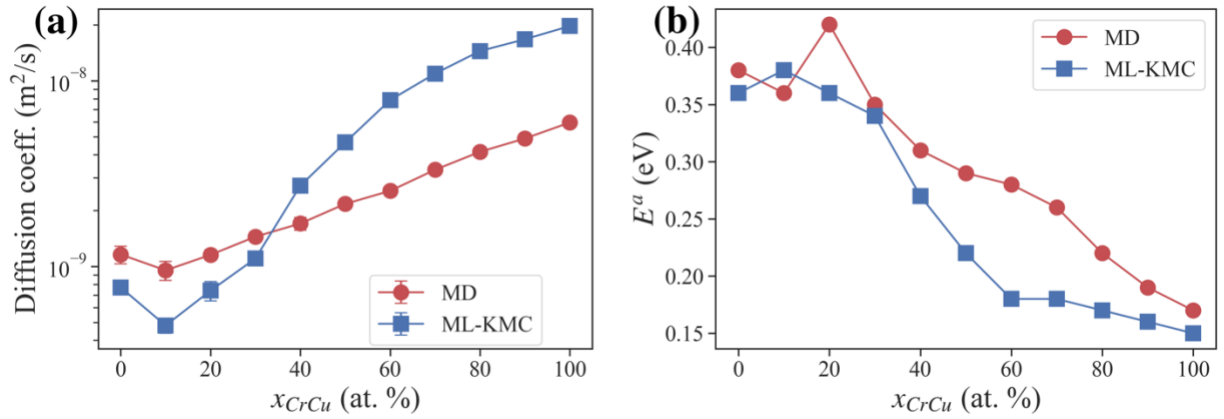 (a)
Diffusion coeff. (m²/s)
10⁻⁸
10⁻⁹
MD
ML-KMC
0 20 40 60 80 100
x_CrCu (at. %)
(b)
Eᵃ (eV)
0.40
0.35
0.30
0.25
0.20
0.15
MD
ML-KMC
0 20 40 60 80 100
x_CrCu (at. %)